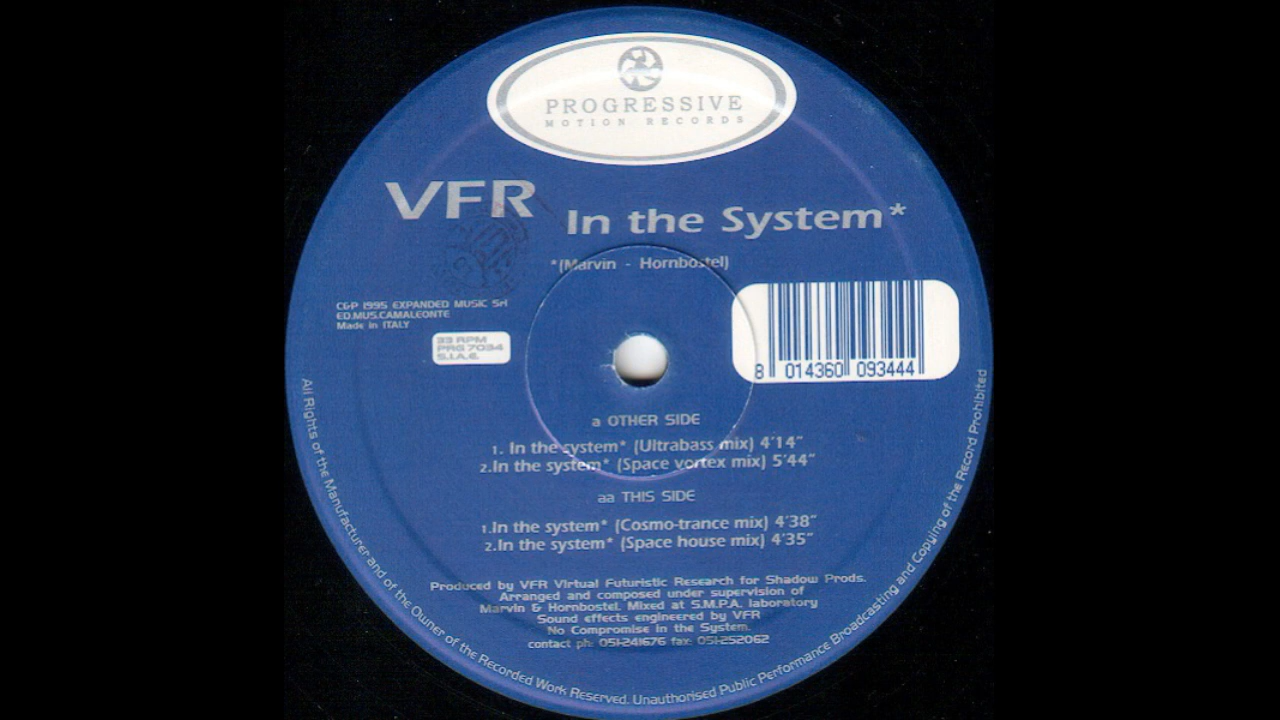 PROGRESSIVE
MOTION RECORDS
VFR
In the System*
*(Marvin - Hornbostel)
C&P 1995 EXPANDED MUSIC Srl
ED.MUS.CAMALEONTE
Made in ITALY
33 RPM
PRG 7034
S.I.A.E.
8 014360 093444
a OTHER SIDE
1. In the system* (Ultrabass mix) 4'14"
2.In the system* (Space vortex mix) 5'44"
aa THIS SIDE
1.In the system* (Cosmo-trance mix) 4'38"
2.In the system* (Space house mix) 4'35"
Produced by VFR Virtual Futuristic Research for Shadow Prods.
Arranged and composed under supervision of
Marvin & Hornbostel. Mixed at S.M.P.A. laboratory
Sound effects engineered by VFR
No Compromise in the System.
contact ph: 051-241676 fax: 051-252062
All Rights of the Manufacturer and of the Owner of the Recorded Work Reserved. Unauthorised Public Performance Broadcasting and Copying of the Record Prohibited